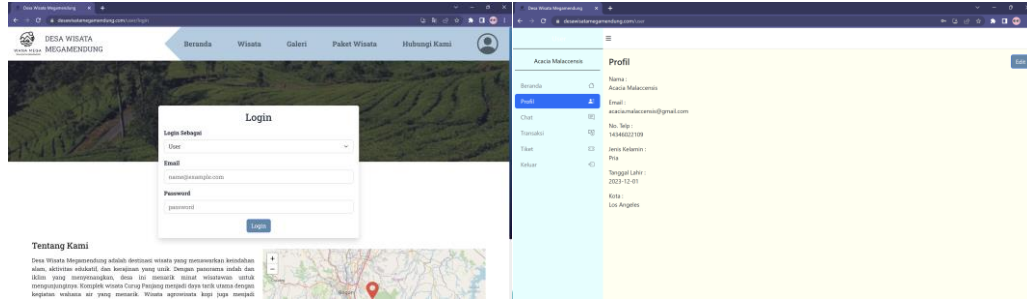 Desa Wisata Megamendung
desawisatamegamendung.com/user/login
DESA WISATA
MEGAMENDUNG
Beranda
Wisata
Galeri
Paket Wisata
Hubungi Kami
Login
Login Sebagai
User
Email
name@example.com
Password
password
Login
Tentang Kami
Desa Wisata Megamendung adalah destinasi wisata yang menawarkan keindahan
alam, aktivitas edukatif, dan kerajinan yang unik. Dengan panorama indah dan
iklim yang menyenangkan, desa ini menarik minat wisatawan untuk
mengunjunginya. Komplek wisata Curug Panjang menjadi daya tarik utama dengan
kegiatan wahana air yang menarik. Wisata agrowisata kopi juga menjadi
+
−
Bogor
Desa Wisata Megamendung
desawisatamegamendung.com/user
Acacia Malaccensis
Beranda
Profil
Chat
Transaksi
Tiket
Keluar
Profil
Edit
Nama :
Acacia Malaccensis
Email :
acacia.malaccensis@gmail.com
No. Telp :
14346022109
Jenis Kelamin :
Pria
Tanggal Lahir :
2023-12-01
Kota :
Los Angeles